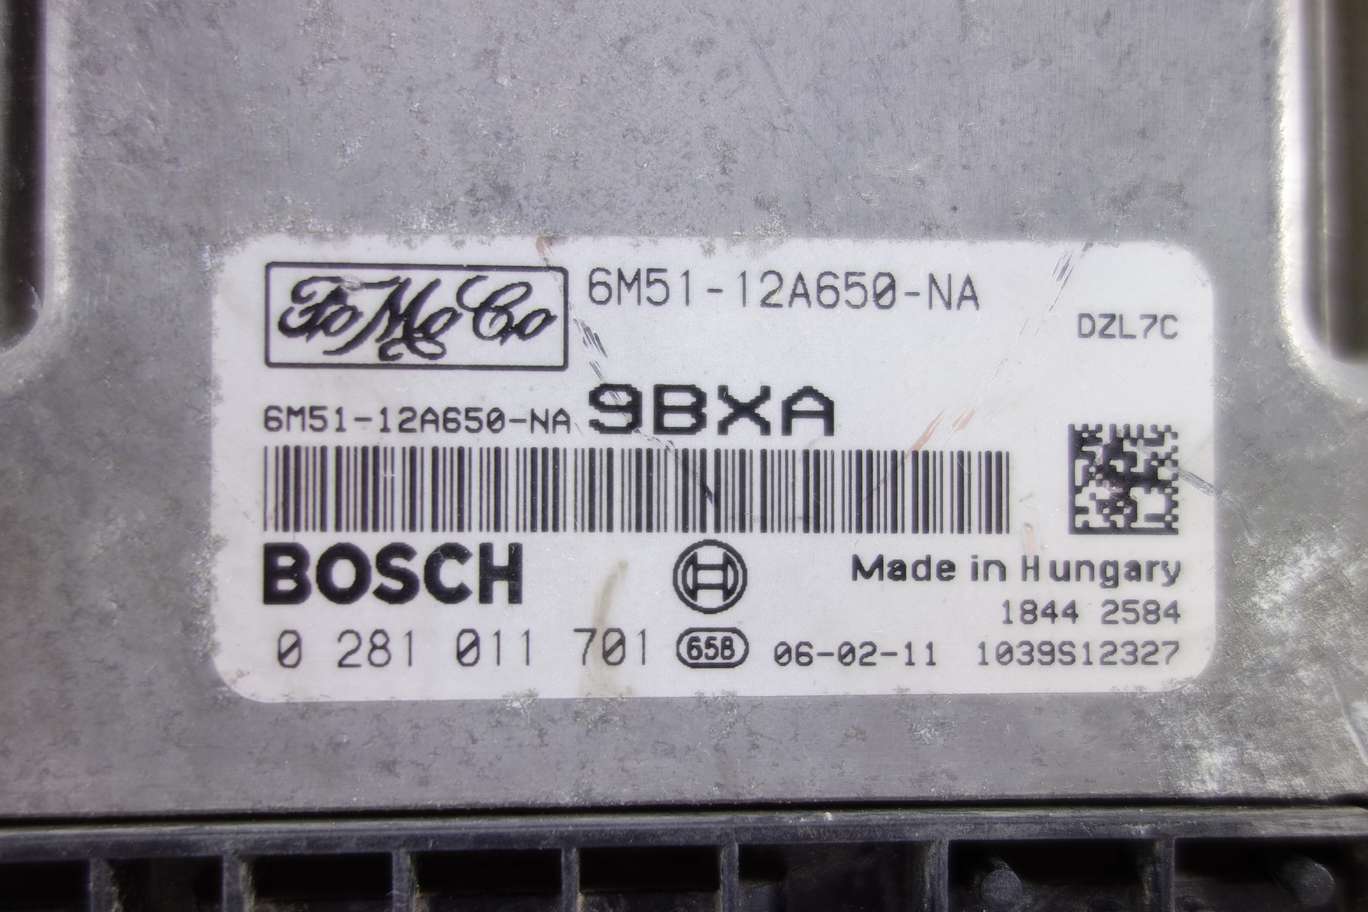 FoMoCo 6M51-12A650-NA
DZL7C
6M51-12A650-NA 9BXA
BOSCH
Made in Hungary
1844 2584
0 281 011 701 658 06-02-11 1039S12327